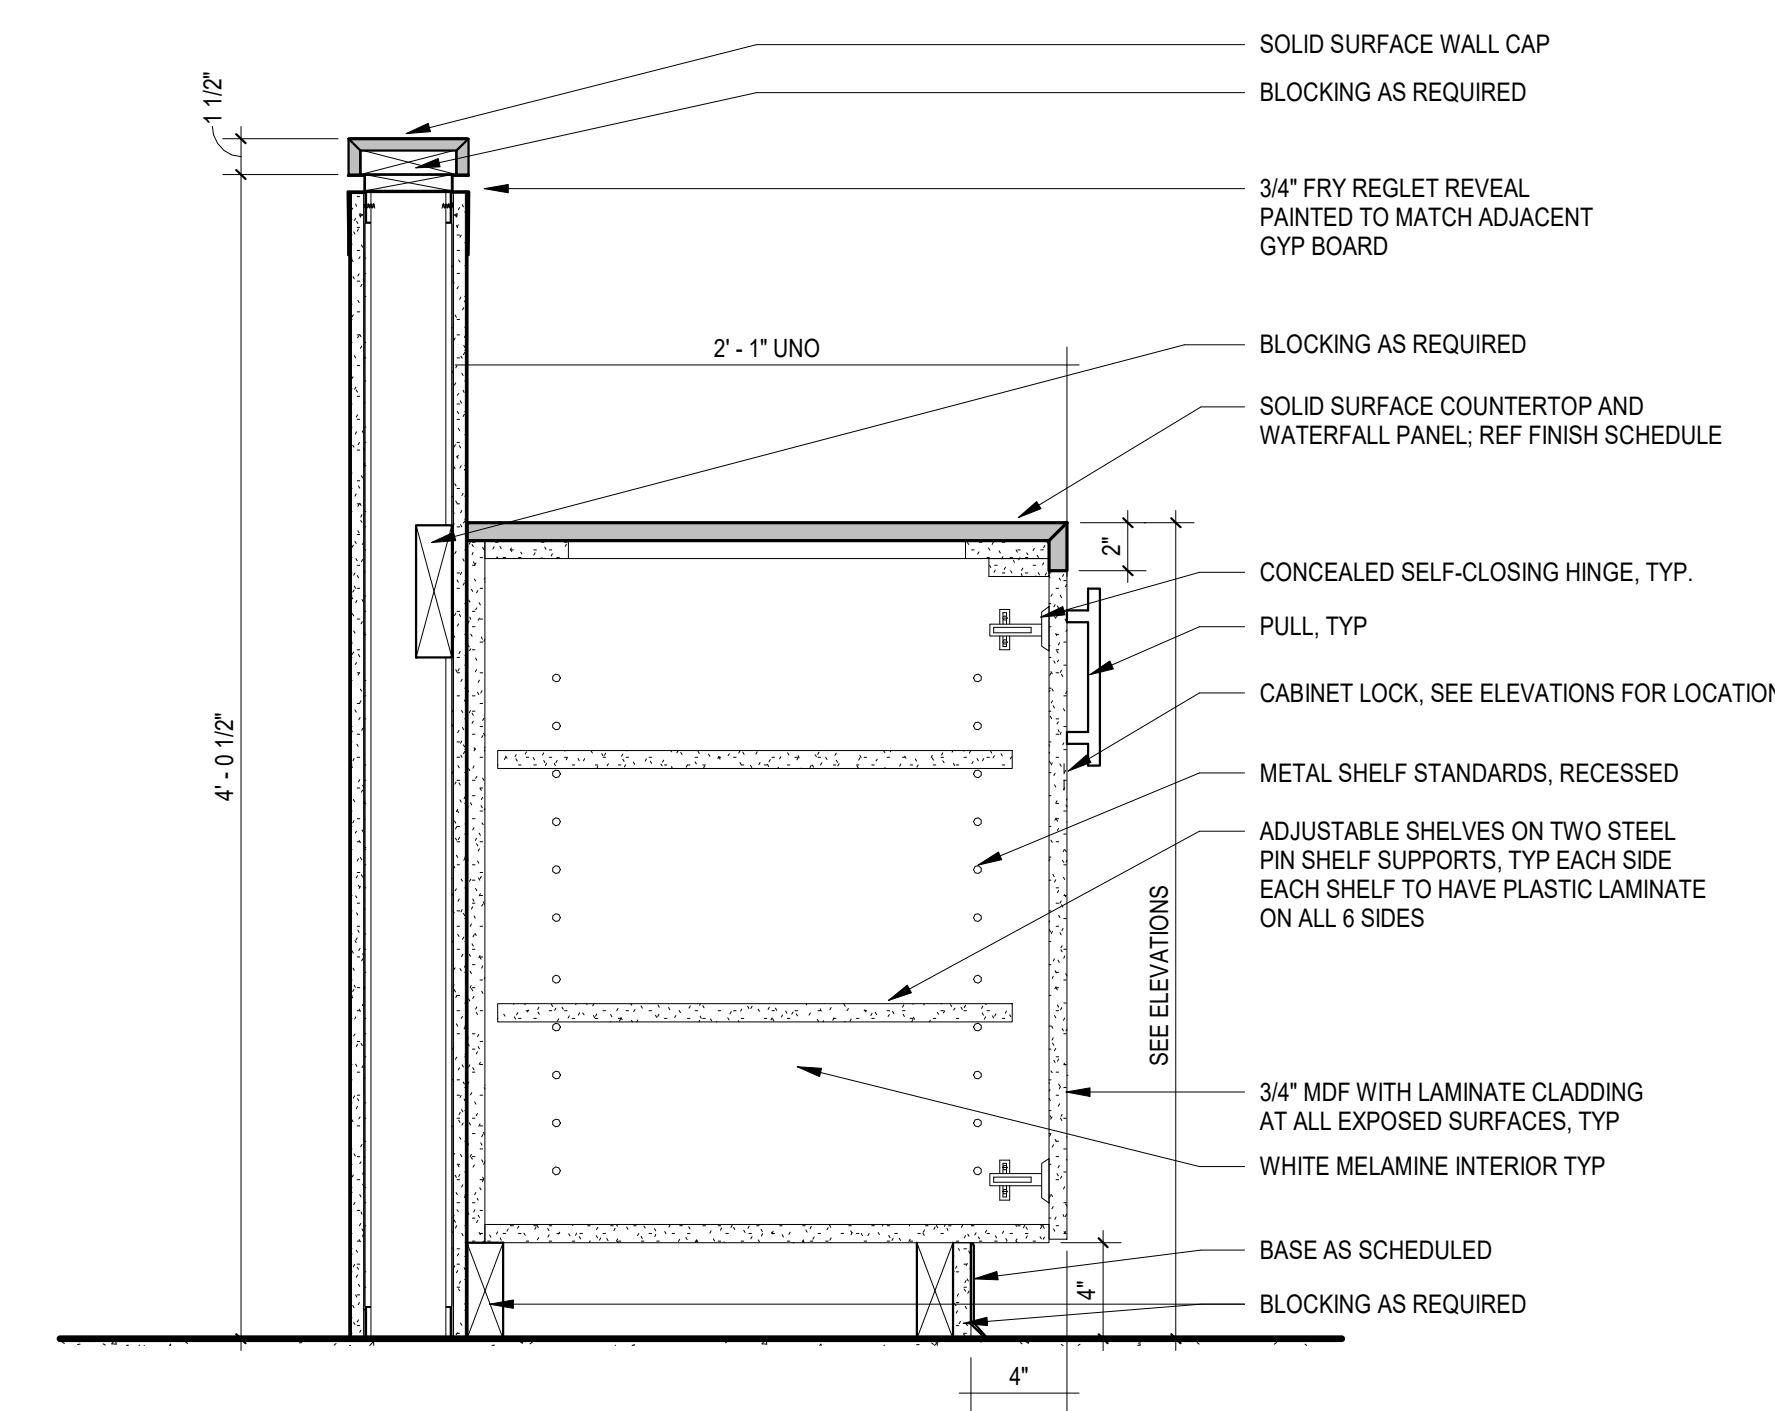 SOLID SURFACE WALL CAP
BLOCKING AS REQUIRED
1 1/2"
3/4" FRY REGLET REVEAL
PAINTED TO MATCH ADJACENT
GYP BOARD
2' - 1" UNO
BLOCKING AS REQUIRED
SOLID SURFACE COUNTERTOP AND
WATERFALL PANEL; REF FINISH SCHEDULE
2"
CONCEALED SELF-CLOSING HINGE, TYP.
PULL, TYP
CABINET LOCK, SEE ELEVATIONS FOR LOCATION
4' - 0 1/2"
METAL SHELF STANDARDS, RECESSED
ADJUSTABLE SHELVES ON TWO STEEL
PIN SHELF SUPPORTS, TYP EACH SIDE
EACH SHELF TO HAVE PLASTIC LAMINATE
ON ALL 6 SIDES
SEE ELEVATIONS
3/4" MDF WITH LAMINATE CLADDING
AT ALL EXPOSED SURFACES, TYP
WHITE MELAMINE INTERIOR TYP
BASE AS SCHEDULED
4"
BLOCKING AS REQUIRED
4"